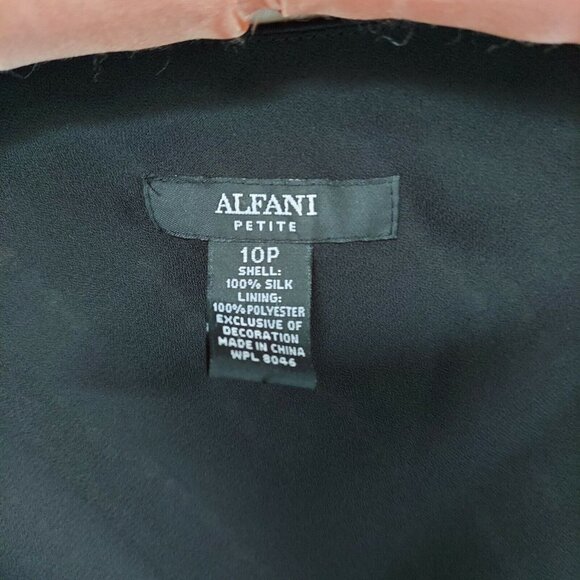 ALFANI
PETITE
10P
SHELL:
100% SILK
LINING:
100% POLYESTER
EXCLUSIVE OF
DECORATION
MADE IN CHINA
WPL 8046